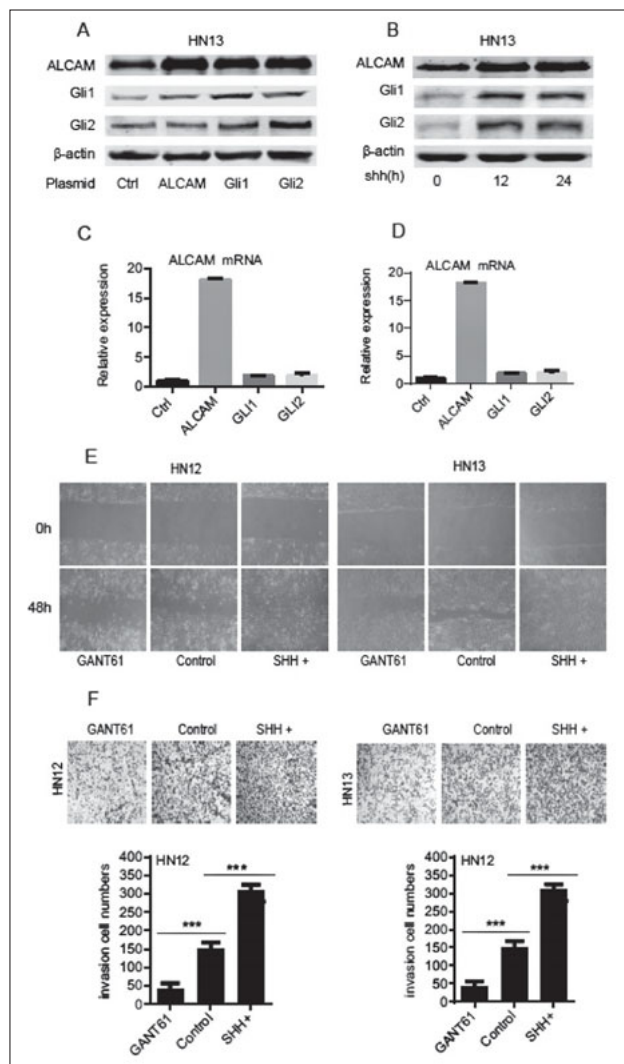 A
HN13
ALCAM
Gli1
Gli2
β-actin
Plasmid Ctrl ALCAM Gli1 Gli2
B
HN13
ALCAM
Gli1
Gli2
β-actin
shh(h) 0 12 24
C
ALCAM mRNA
Relative expression
20
15
10
5
0
Ctrl
ALCAM
GLI1
GLI2
D
ALCAM mRNA
Relative expression
20
15
10
5
0
Ctrl
ALCAM
GLI1
GLI2
E
HN12 HN13
0h
48h
GANT61 Control SHH + GANT61 Control SHH +
F
GANT61 Control SHH +
HN12
GANT61 Control SHH +
HN13
HN12
invasion cell numbers
400
350
300
250
200
150
100
50
0
***
***
GANT61
Control
SHH+
HN12
invasion cell numbers
400
350
300
250
200
150
100
50
0
***
***
GANT61
Control
SHH+